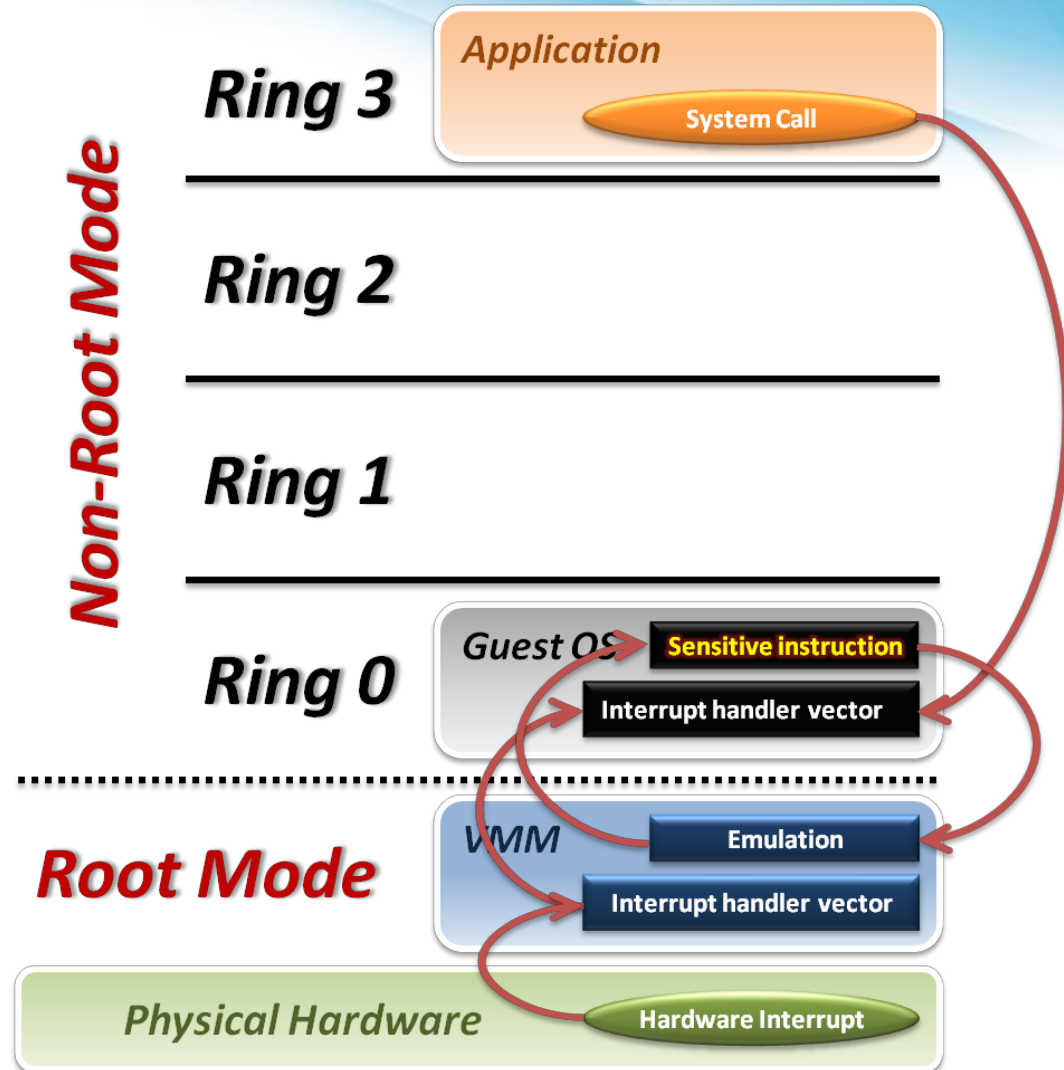 Application
Ring 3
System Call
Non-Root Mode
Ring 2
Ring 1
Guest OS
Sensitive instruction
Ring 0
Interrupt handler vector
VMM
Emulation
Root Mode
Interrupt handler vector
Physical Hardware
Hardware Interrupt